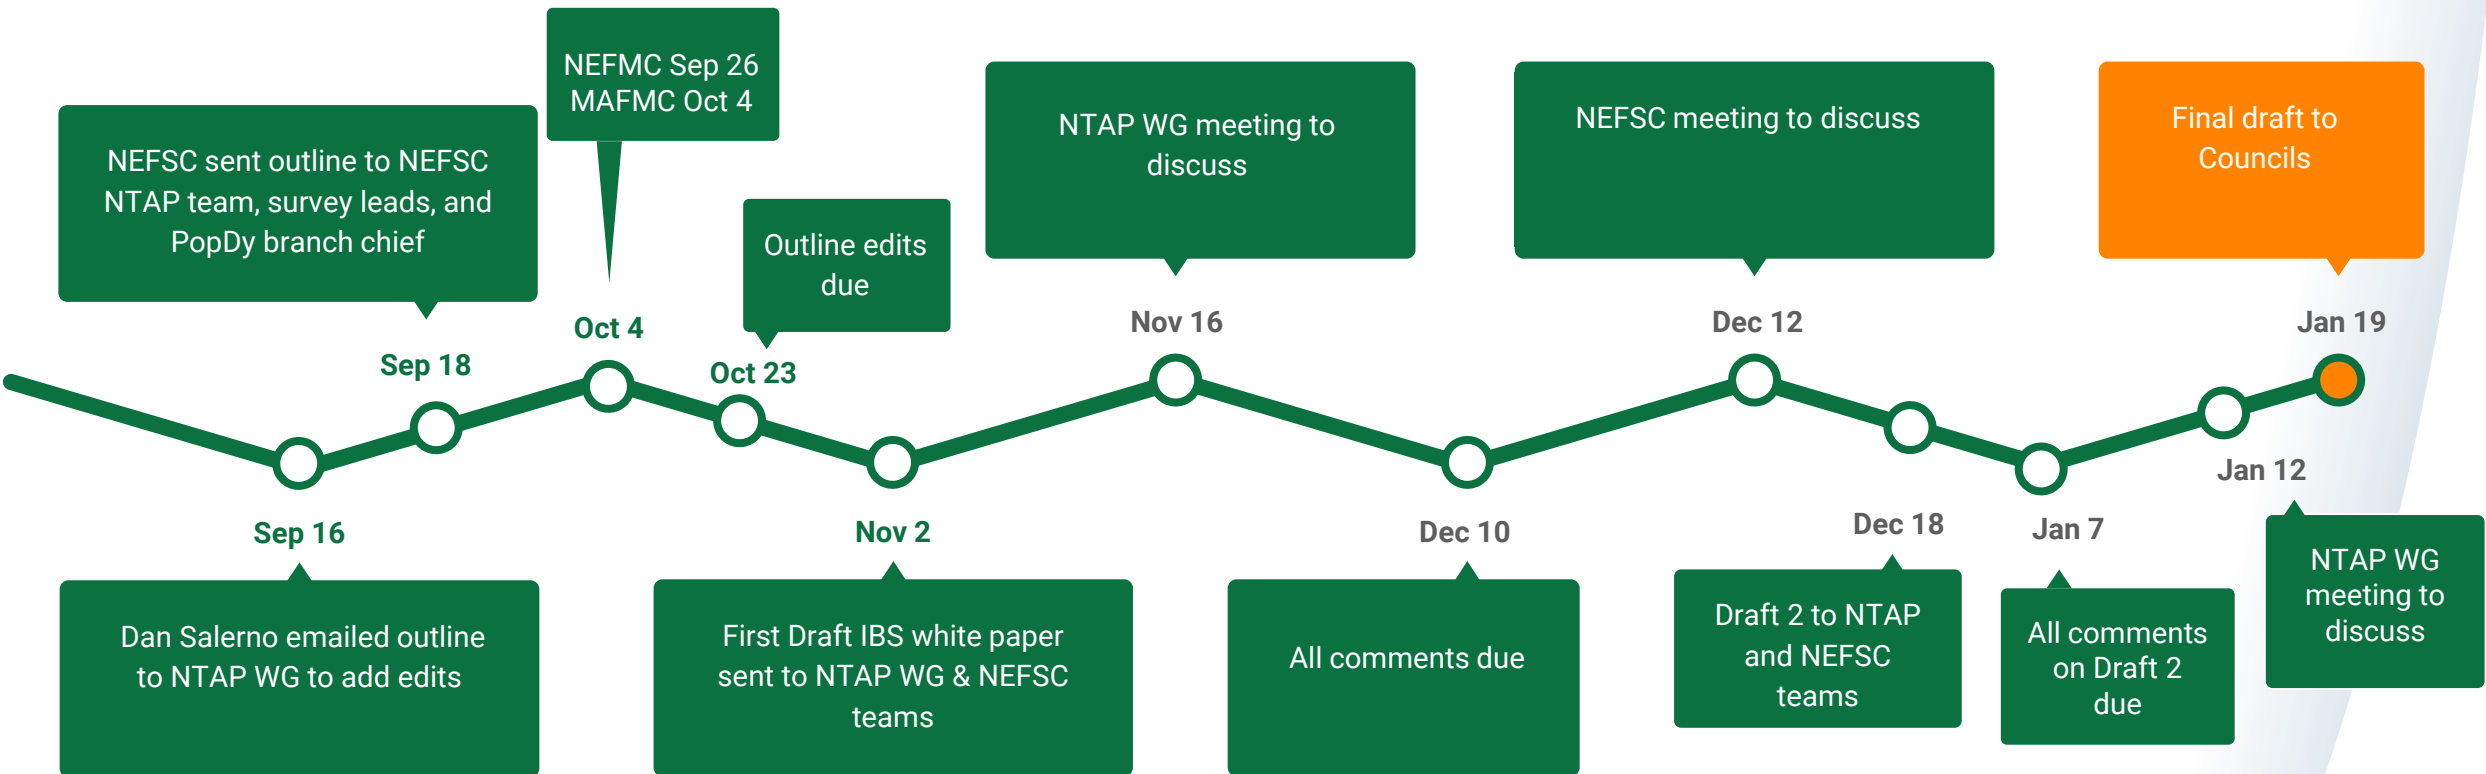 NEFSC sent outline to NEFSC
NTAP team, survey leads, and
PopDy branch chief
Sep 18
NEFMC Sep 26
MAFMC Oct 4
Oct 4
Outline edits
due
Oct 23
NTAP WG meeting to
discuss
Nov 16
NEFSC meeting to discuss
Dec 12
Final draft to
Councils
Jan 19
Sep 16
Dan Salerno emailed outline
to NTAP WG to add edits
Nov 2
First Draft IBS white paper
sent to NTAP WG & NEFSC
teams
Dec 10
All comments due
Dec 18
Draft 2 to NTAP
and NEFSC
teams
Jan 7
All comments
on Draft 2
due
Jan 12
NTAP WG
meeting to
discuss